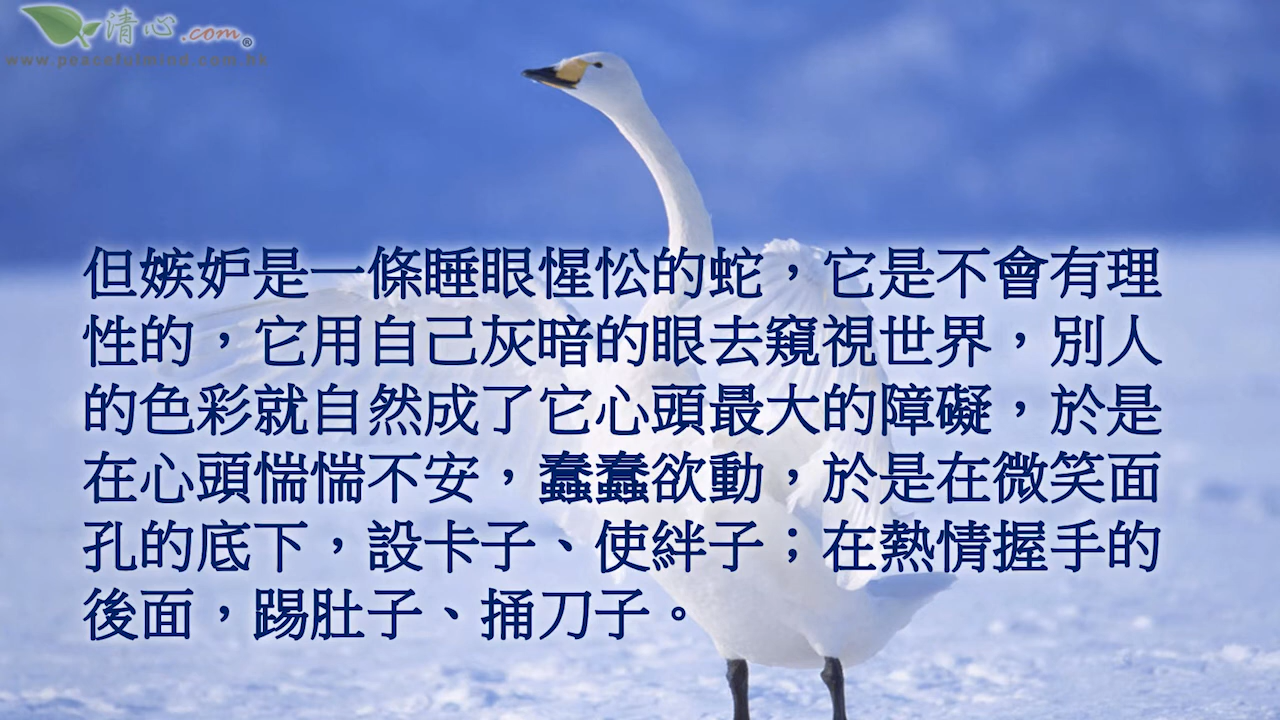 清心.com®
www.peacefulmind.com.hk
但嫉妒是一條睡眼惺忪的蛇，它是不會有理
性的，它用自己灰暗的眼去窺視世界，別人
的色彩就自然成了它心頭最大的障礙，於是
在心頭惴惴不安，蠢蠢欲動，於是在微笑面
孔的底下，設卡子、使絆子；在熱情握手的
後面，踢肚子、捅刀子。